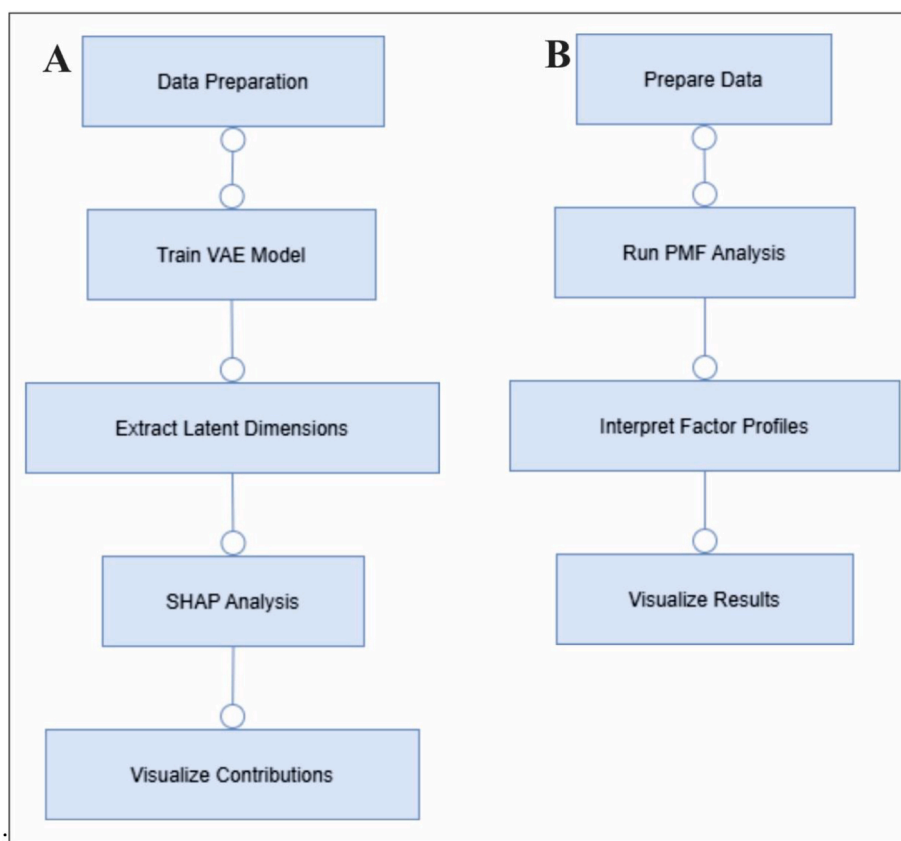 A
Data Preparation
Train VAE Model
Extract Latent Dimensions
SHAP Analysis
Visualize Contributions
B
Prepare Data
Run PMF Analysis
Interpret Factor Profiles
Visualize Results
.